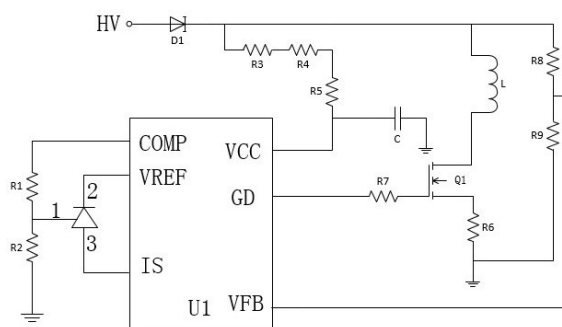 HV
D1
R3
R4
R8
R5
L
C
R9
COMP
VCC
VREF
2
R1
1
R7
Q1
GD
R2
3
R6
IS
U1
VFB